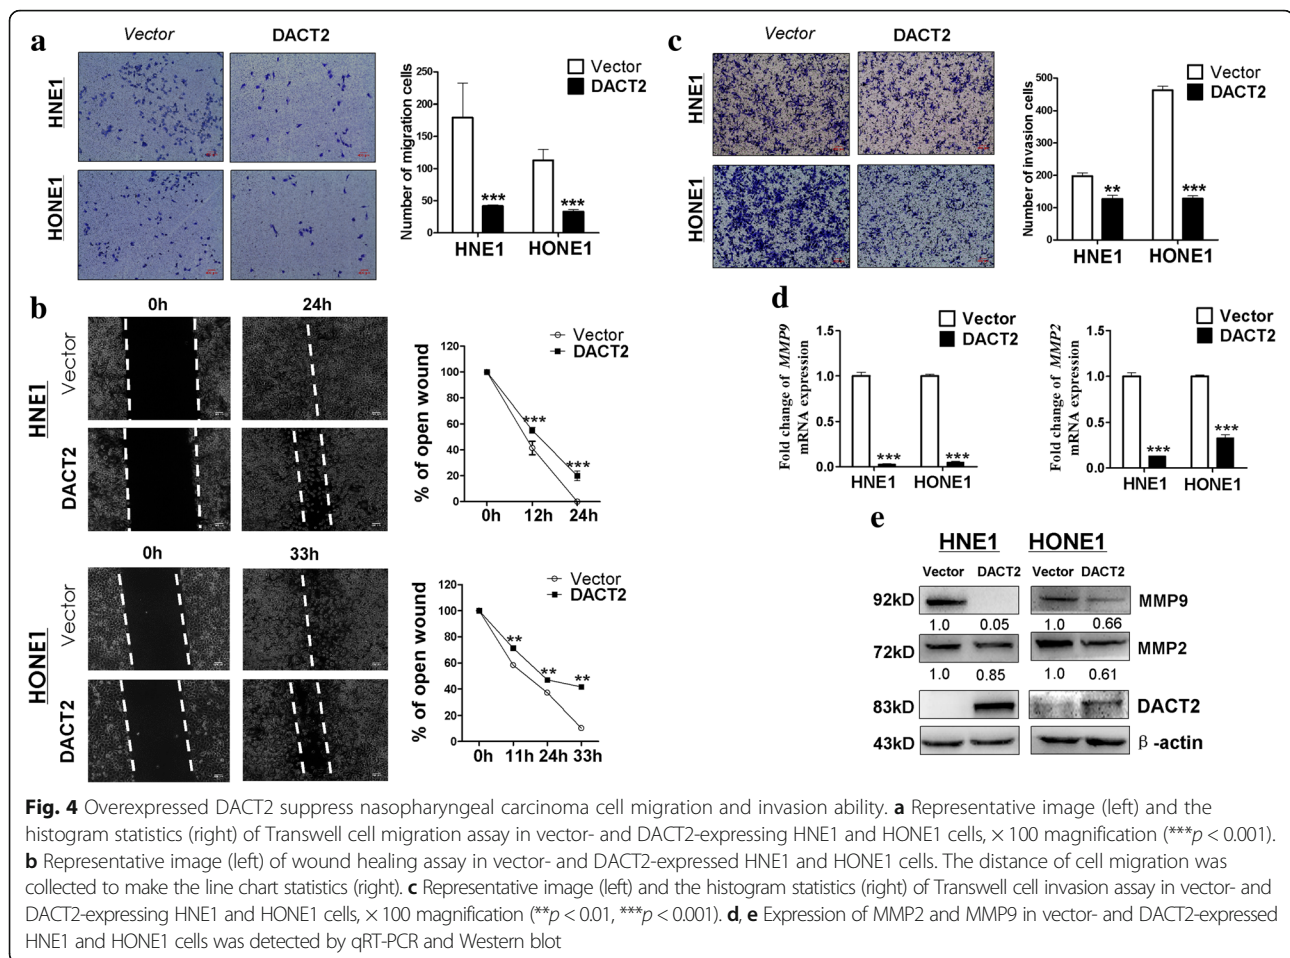 a
Vector
DACT2
HNE1
HONE1
Number of migration cells
250
200
150
100
50
0
Vector
DACT2
***
***
HNE1
HONE1
c
Vector
DACT2
HNE1
HONE1
Number of invasion cells
500
400
300
200
100
0
Vector
DACT2
**
***
HNE1
HONE1
b
0h
24h
HNE1
Vector
DACT2
% of open wound
120
100
80
60
40
20
0
Vector
DACT2
***
***
0h
12h
24h
0h
33h
HONE1
Vector
DACT2
% of open wound
120
100
80
60
40
20
0
Vector
DACT2
**
**
**
0h
11h
24h
33h
d
Fold change of MMP9
mRNA expression
1.5
1.0
0.5
0.0
Vector
DACT2
***
***
HNE1
HONE1
Fold change of MMP2
mRNA expression
1.5
1.0
0.5
0.0
Vector
DACT2
***
***
HNE1
HONE1
e
HNE1
HONE1
Vector DACT2 Vector DACT2
92kD MMP9
1.0 0.05 1.0 0.66
72kD MMP2
1.0 0.85 1.0 0.61
83kD DACT2
43kD β -actin
Fig. 4 Overexpressed DACT2 suppress nasopharyngeal carcinoma cell migration and invasion ability. a Representative image (left) and the
histogram statistics (right) of Transwell cell migration assay in vector- and DACT2-expressing HNE1 and HONE1 cells, × 100 magnification (***p < 0.001).
b Representative image (left) of wound healing assay in vector- and DACT2-expressed HNE1 and HONE1 cells. The distance of cell migration was
collected to make the line chart statistics (right). c Representative image (left) and the histogram statistics (right) of Transwell cell invasion assay in vector- and
DACT2-expressing HNE1 and HONE1 cells, × 100 magnification (**p < 0.01, ***p < 0.001). d, e Expression of MMP2 and MMP9 in vector- and DACT2-expressed
HNE1 and HONE1 cells was detected by qRT-PCR and Western blot